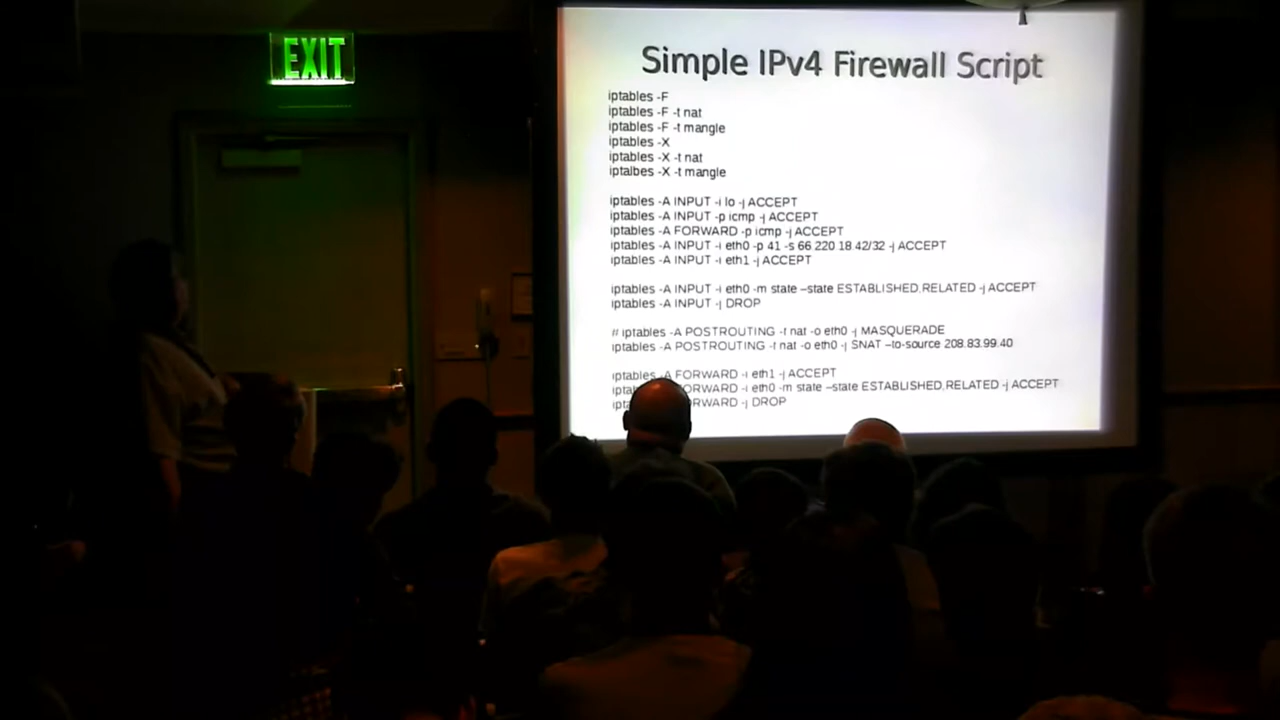 EXIT
Simple IPv4 Firewall Script
iptables -F
iptables -F -t nat
iptables -F -t mangle
iptables -X
iptables -X -t nat
iptalbes -X -t mangle
iptables -A INPUT -i lo -j ACCEPT
iptables -A INPUT -p icmp -j ACCEPT
iptables -A FORWARD -p icmp -j ACCEPT
iptables -A INPUT -i eth0 -p 41 -s 66.220.18.42/32 -j ACCEPT
iptables -A INPUT -i eth1 -j ACCEPT
iptables -A INPUT -i eth0 -m state –state ESTABLISHED,RELATED -j ACCEPT
iptables -A INPUT -j DROP
# iptables -A POSTROUTING -t nat -o eth0 -j MASQUERADE
iptables -A POSTROUTING -t nat -o eth0 -j SNAT –to-source 208.83.99.40
iptables -A FORWARD -i eth1 -j ACCEPT
ORWARD -i eth0 -m state –state ESTABLISHED,RELATED -j ACCEPT
RWARD -j DROP